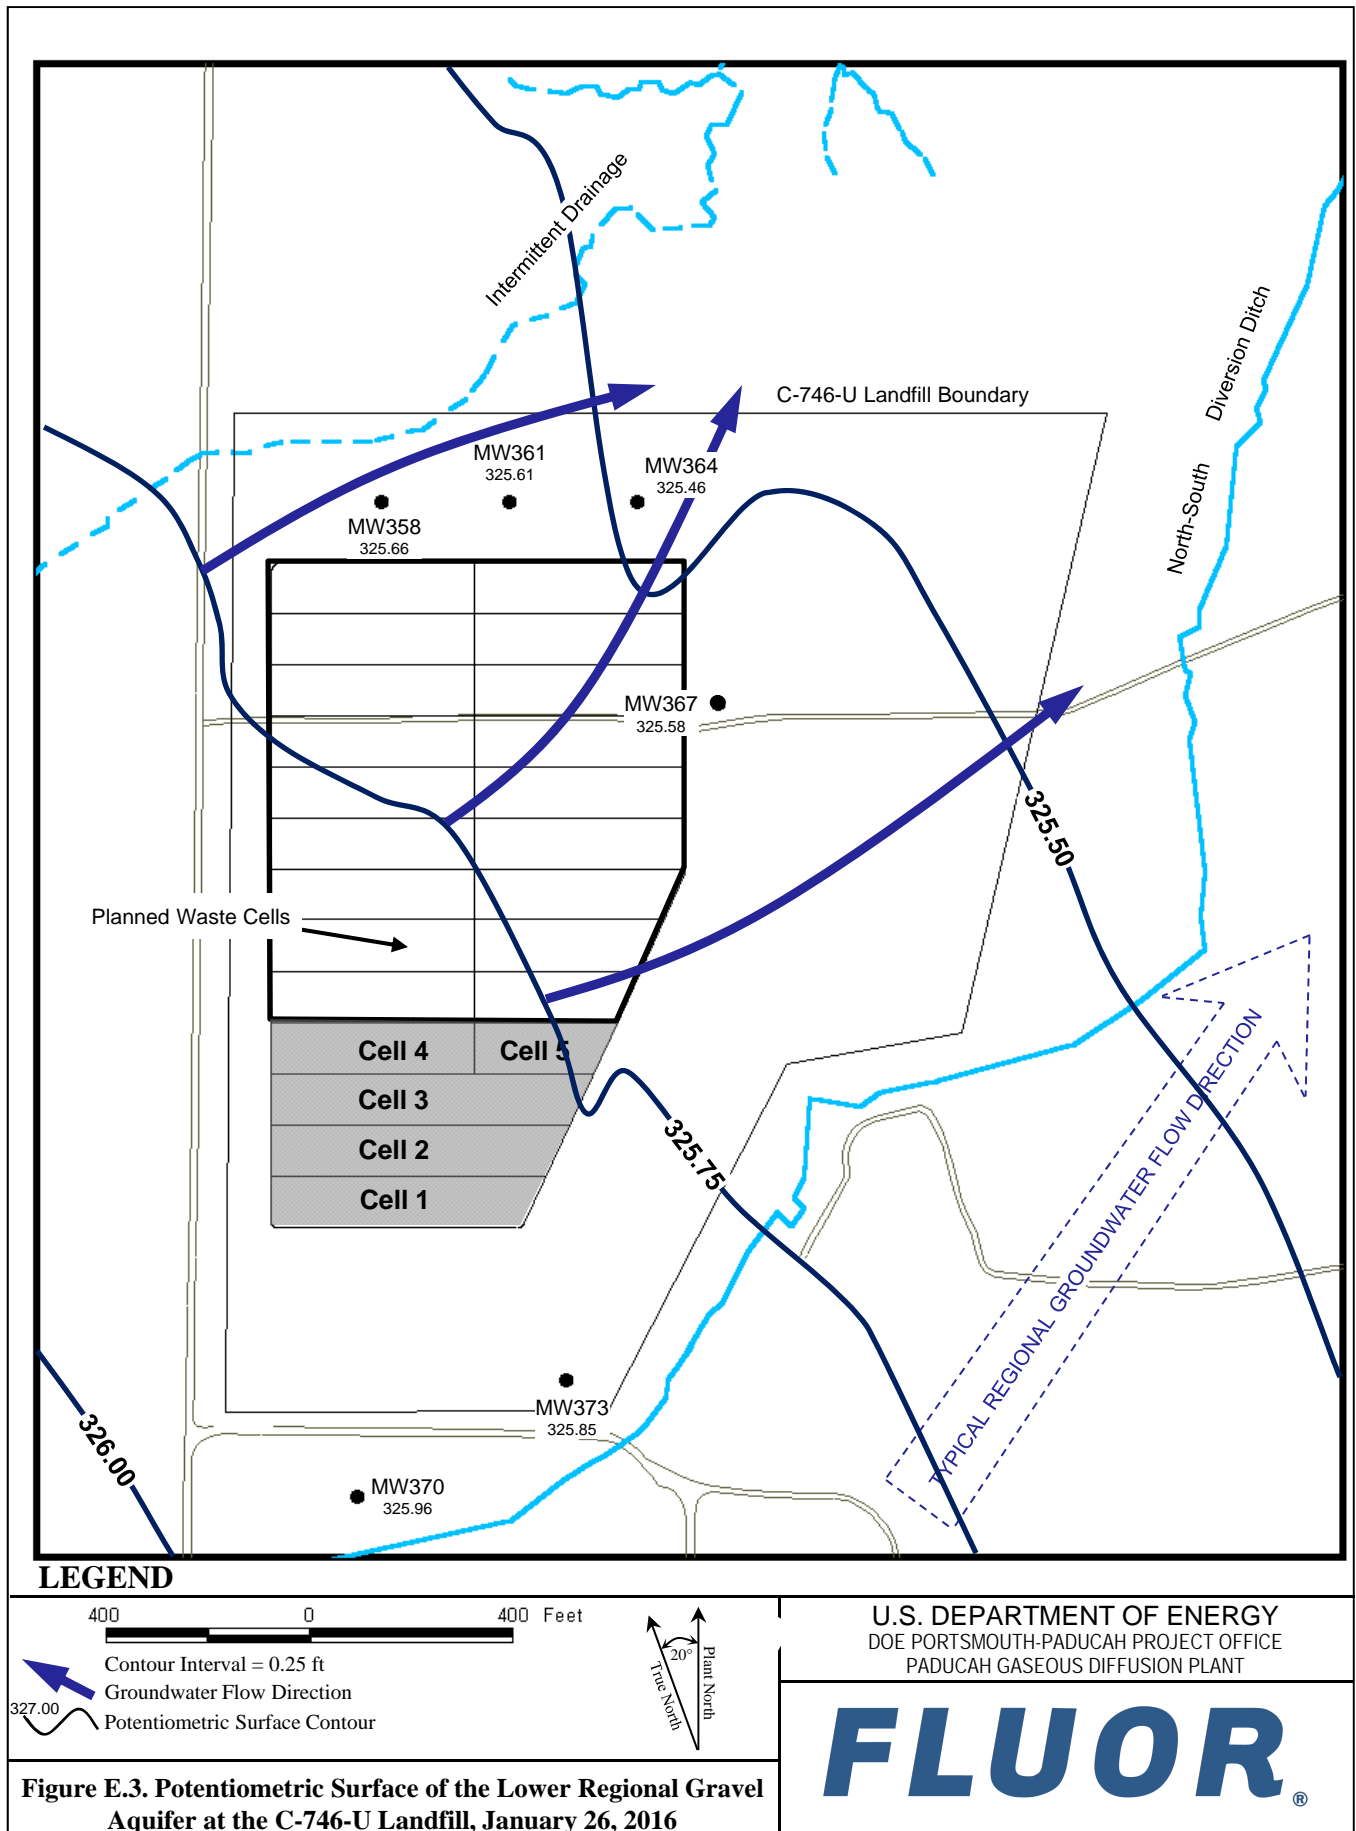 Intermittent Drainage
Diversion Ditch
North-South
C-746-U Landfill Boundary
MW361
325.61
MW364
325.46
MW358
325.66
MW367
325.58
325.50
Planned Waste Cells
Cell 4
Cell 5
Cell 3
Cell 2
Cell 1
325.75
TYPICAL REGIONAL GROUNDWATER FLOW DIRECTION
MW373
325.85
326.00
MW370
325.96
LEGEND
400 0 400 Feet
Contour Interval = 0.25 ft
Groundwater Flow Direction
327.00
Potentiometric Surface Contour
20°
True North
Plant North
U.S. DEPARTMENT OF ENERGY
DOE PORTSMOUTH-PADUCAH PROJECT OFFICE
PADUCAH GASEOUS DIFFUSION PLANT
FLUOR®
Figure E.3. Potentiometric Surface of the Lower Regional Gravel
Aquifer at the C-746-U Landfill, January 26, 2016